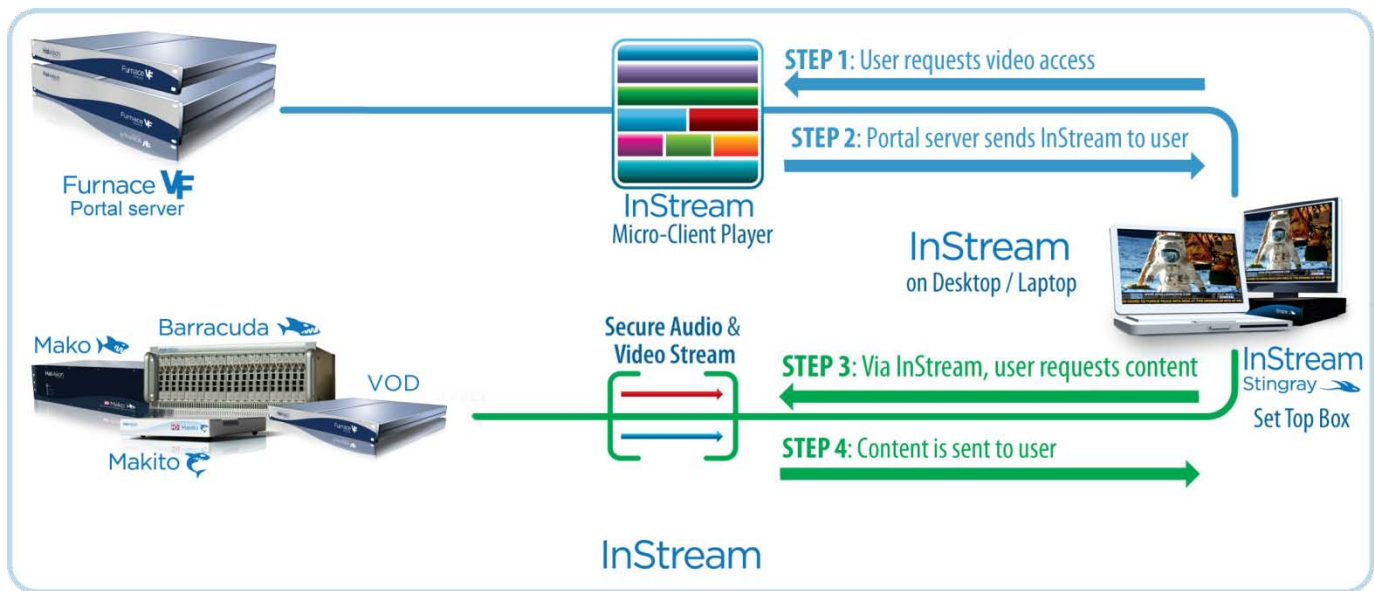 STEP 1: User requests video access
STEP 2: Portal server sends InStream to user
Furnace VF
Portal server
InStream
Micro-Client Player
InStream
on Desktop / Laptop
Barracuda
Mako
VOD
Makito
Secure Audio &
Video Stream
STEP 3: Via InStream, user requests content
STEP 4: Content is sent to user
InStream
Stingray
Set Top Box
InStream